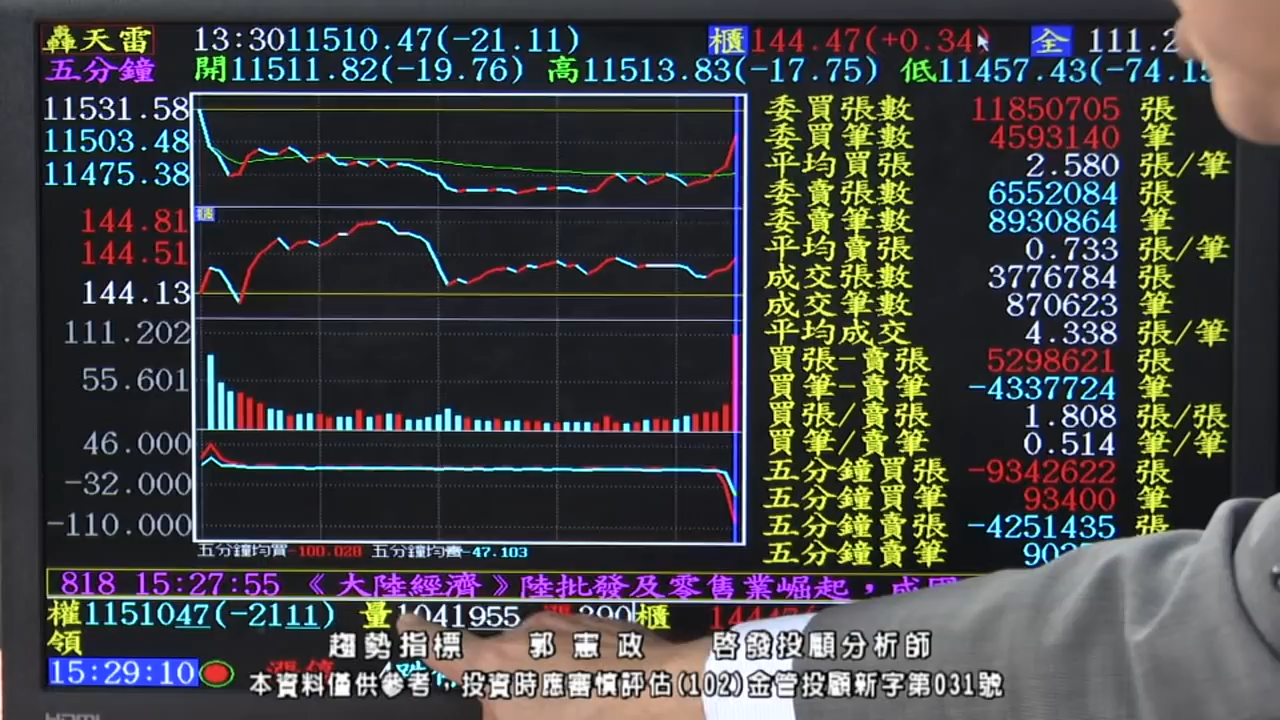 轟天雷 13:30 11510.47(-21.11) 櫃 144.47(+0.34) 全 111.2
五分鐘 開11511.82(-19.76) 高11513.83(-17.75) 低11457.43(-74.15
11531.58
11503.48
11475.38
櫃
144.81
144.51
144.13
111.202
55.601
46.000
-32.000
-110.000
五分鐘均買-100.028 五分鐘均賣-47.103
委買張數 11850705 張
委買筆數 4593140 筆
平均買張 2.580 張/筆
委賣張數 6552084 張
委賣筆數 8930864 筆
平均賣張 0.733 張/筆
成交張數 3776784 張
成交筆數 870623 筆
平均成交 4.338 張/筆
買張-賣張 5298621 張
買筆-賣筆 -4337724 筆
買張/賣張 1.808 張/張
買筆/賣筆 0.514 筆/筆
五分鐘買張 -9342622 張
五分鐘買筆 93400 筆
五分鐘賣張 -4251435 張
五分鐘賣筆 902 筆
818 15:27:55 《大陸經濟》陸批發及零售業崛起，成
權1151047(-2111) 量1041955 390 櫃 14447
領
趨勢指標 郭憲政 啓發投顧分析師
15:29:10 漲停 跌
本資料僅供參考，投資時應審慎評估(102)金管投顧新字第031號